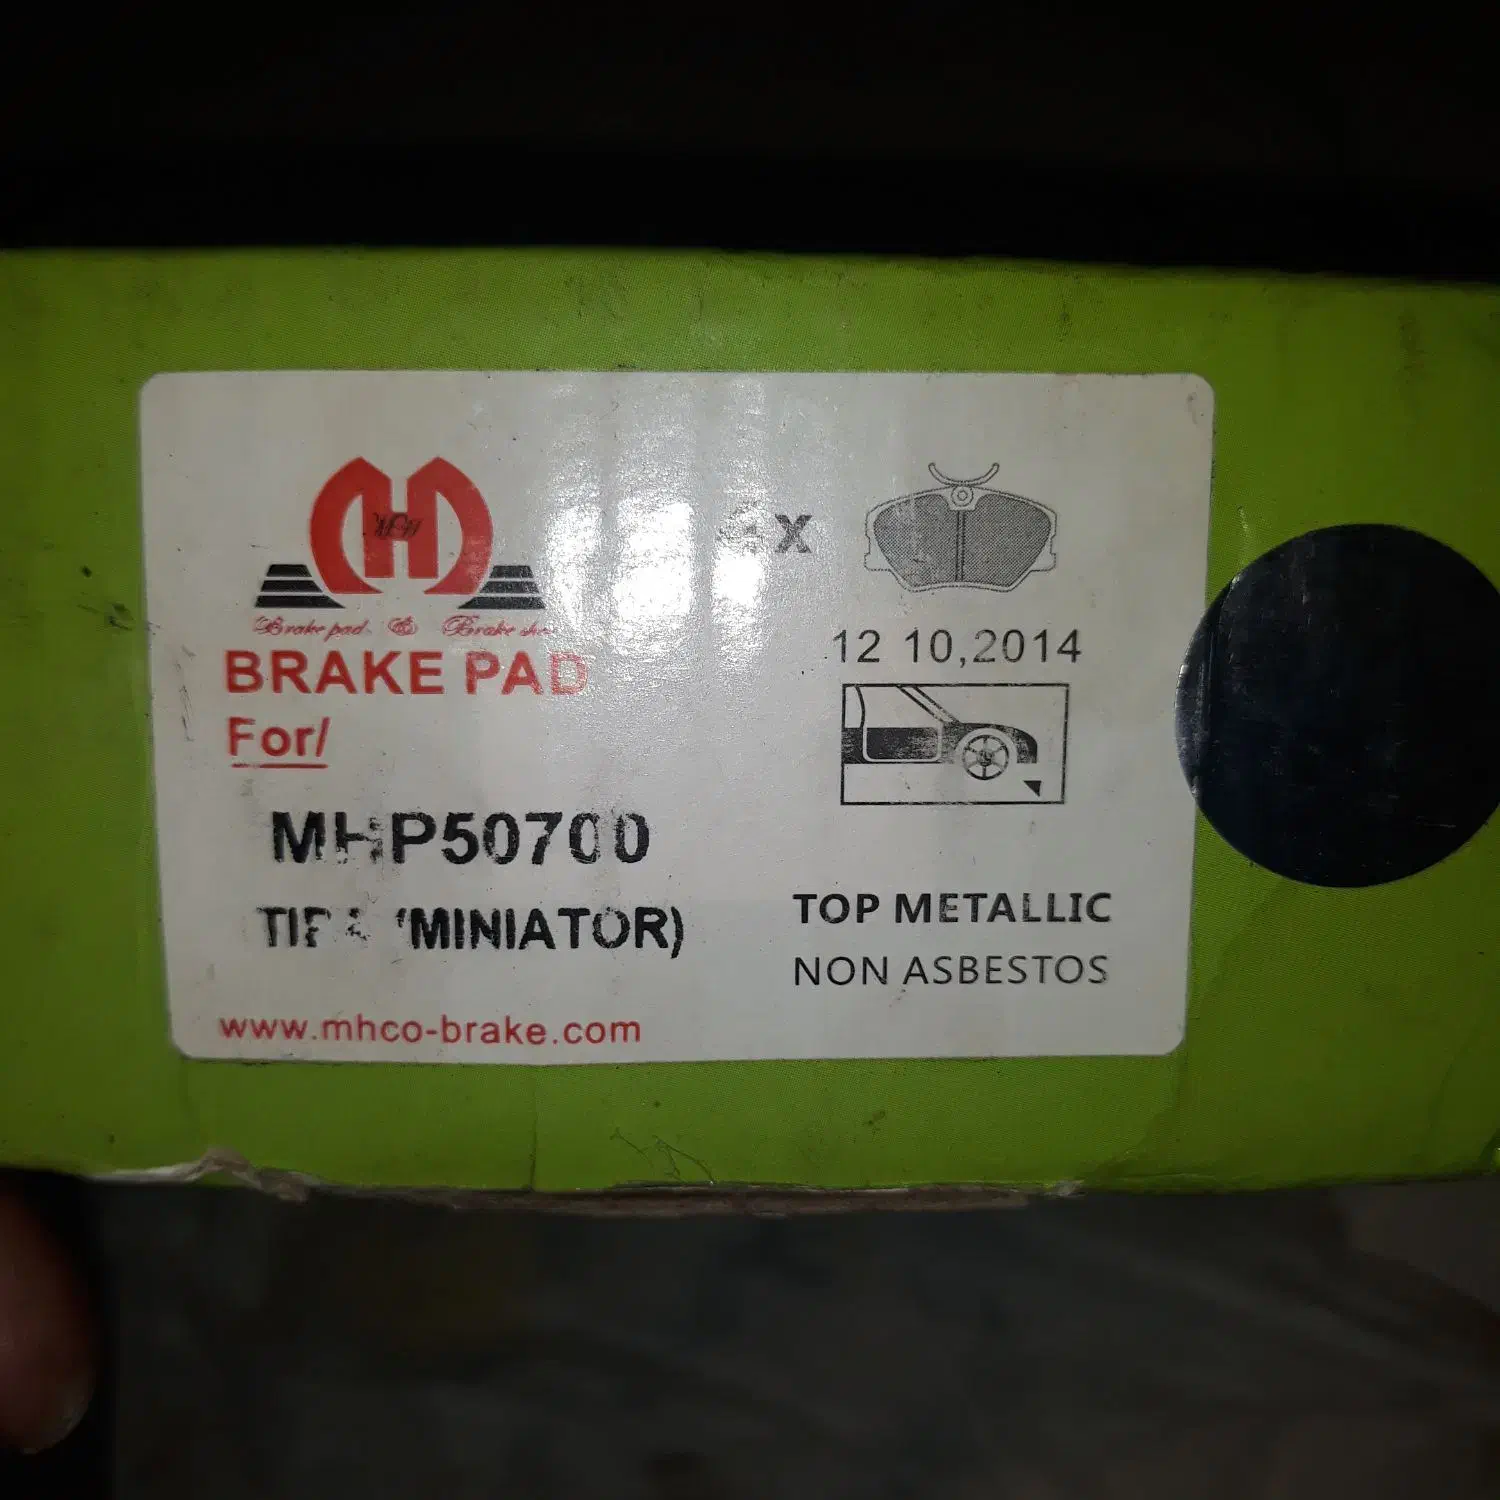 MH
Brake pad & Brake shoe
BRAKE PAD
For/
MHP50700
(MINIATOR)
www.mhco-brake.com
4X
12 10,2014
TOP METALLIC
NON ASBESTOS